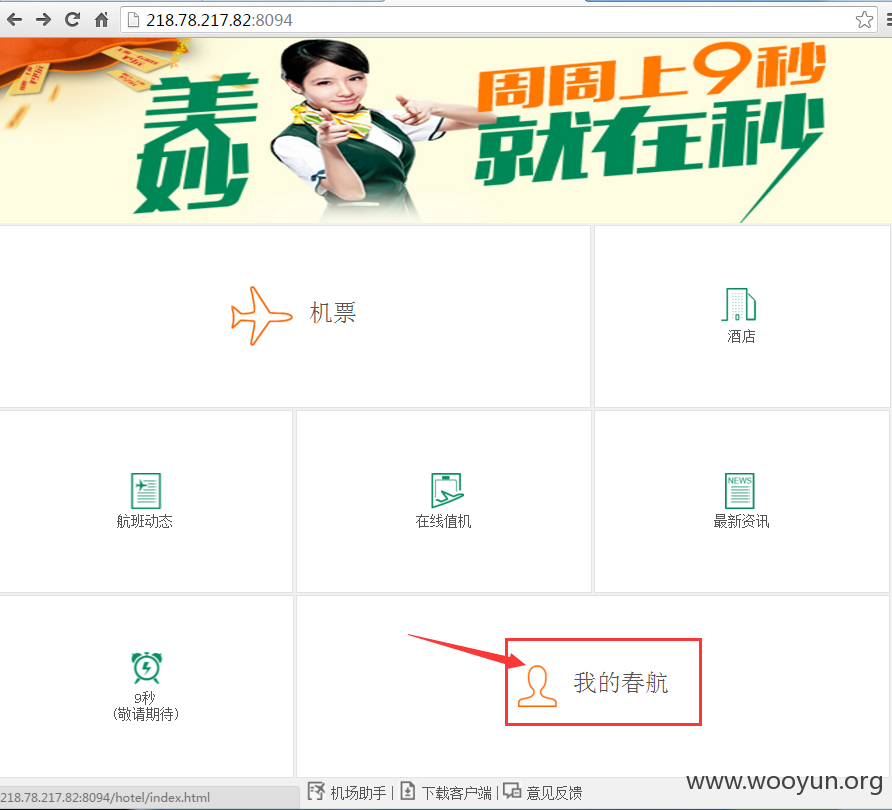 218.78.217.82:8094
美妙
周周上9秒
就在秒
机票
酒店
航班动态
在线值机
NEWS
最新资讯
9秒
(敬请期待)
我的春航
218.78.217.82:8094/hotel/index.html
机场助手 | 下载客户端 | 意见反馈
www.wooyun.org